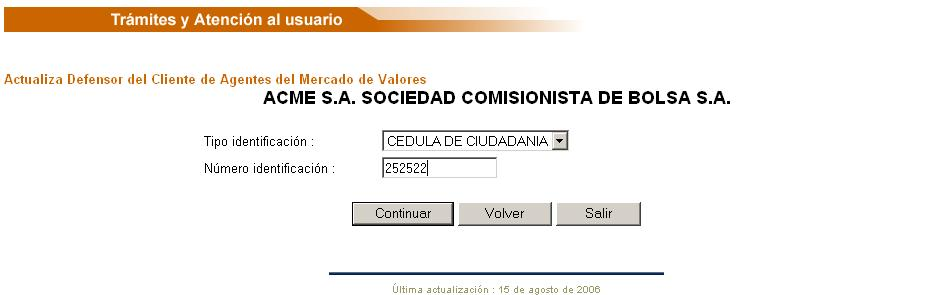 Trámites y Atención al usuario
Actualiza Defensor del Cliente de Agentes del Mercado de Valores
ACME S.A. SOCIEDAD COMISIONISTA DE BOLSA S.A.
Tipo identificación : CEDULA DE CIUDADANIA
Número identificación : 252522
Continuar Volver Salir
Última actualización : 15 de agosto de 2006